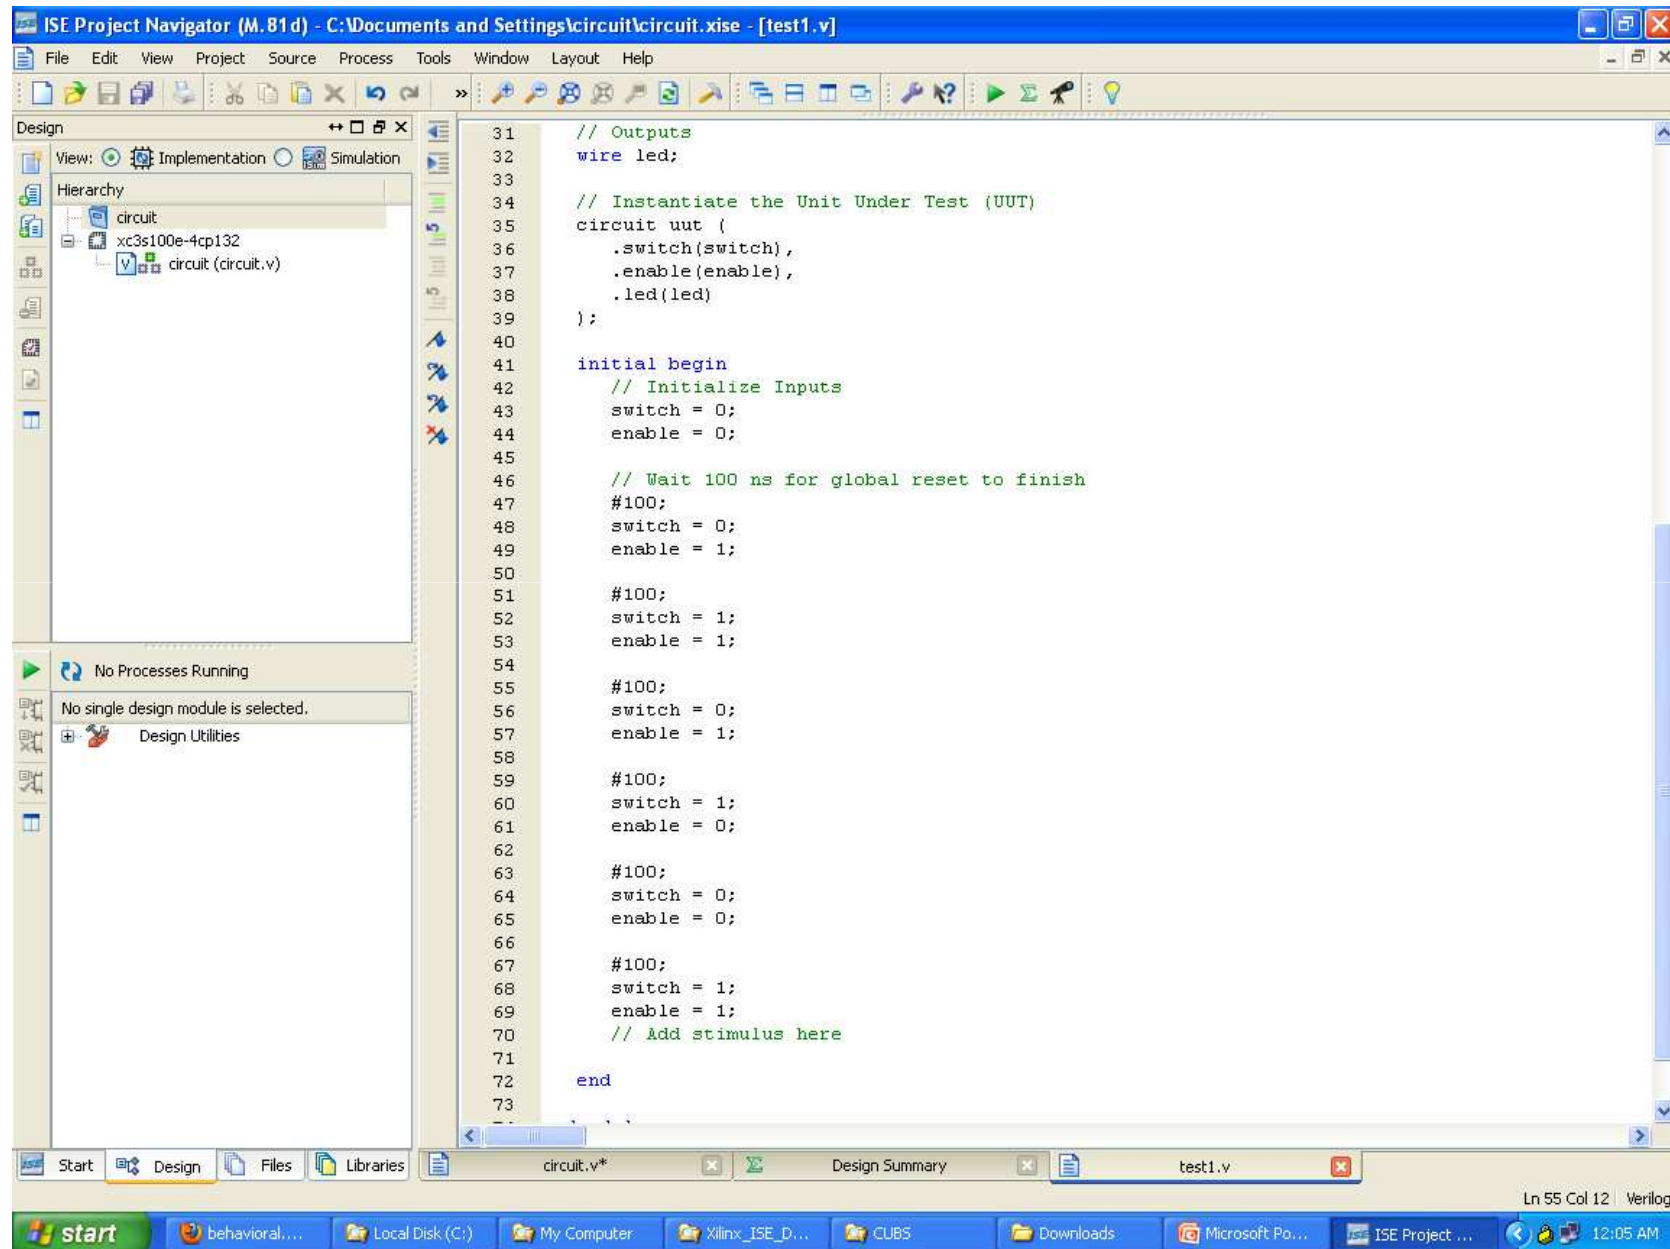 ISE Project Navigator (M.81d) - C:\Documents and Settings\circuit\circuit.xise - [test1.v]
File Edit View Project Source Process Tools Window Layout Help
Design
View: Implementation Simulation
Hierarchy
circuit
xc3s100e-4cp132
circuit (circuit.v)
No Processes Running
No single design module is selected.
Design Utilities
31 // Outputs
32 wire led;
33
34 // Instantiate the Unit Under Test (UUT)
35 circuit uut (
36 .switch(switch),
37 .enable(enable),
38 .led(led)
39 );
40
41 initial begin
42 // Initialize Inputs
43 switch = 0;
44 enable = 0;
45
46 // Wait 100 ns for global reset to finish
47 #100;
48 switch = 0;
49 enable = 1;
50
51 #100;
52 switch = 1;
53 enable = 1;
54
55 #100;
56 switch = 0;
57 enable = 1;
58
59 #100;
60 switch = 1;
61 enable = 0;
62
63 #100;
64 switch = 0;
65 enable = 0;
66
67 #100;
68 switch = 1;
69 enable = 1;
70 // Add stimulus here
71
72 end
73
Start Design Files Libraries
circuit.v* Design Summary test1.v
Ln 55 Col 12 Verilog
start behavioral.... Local Disk (C:) My Computer Xilinx_ISE_D... CUBS Downloads Microsoft Po... ISE Project ... 12:05 AM